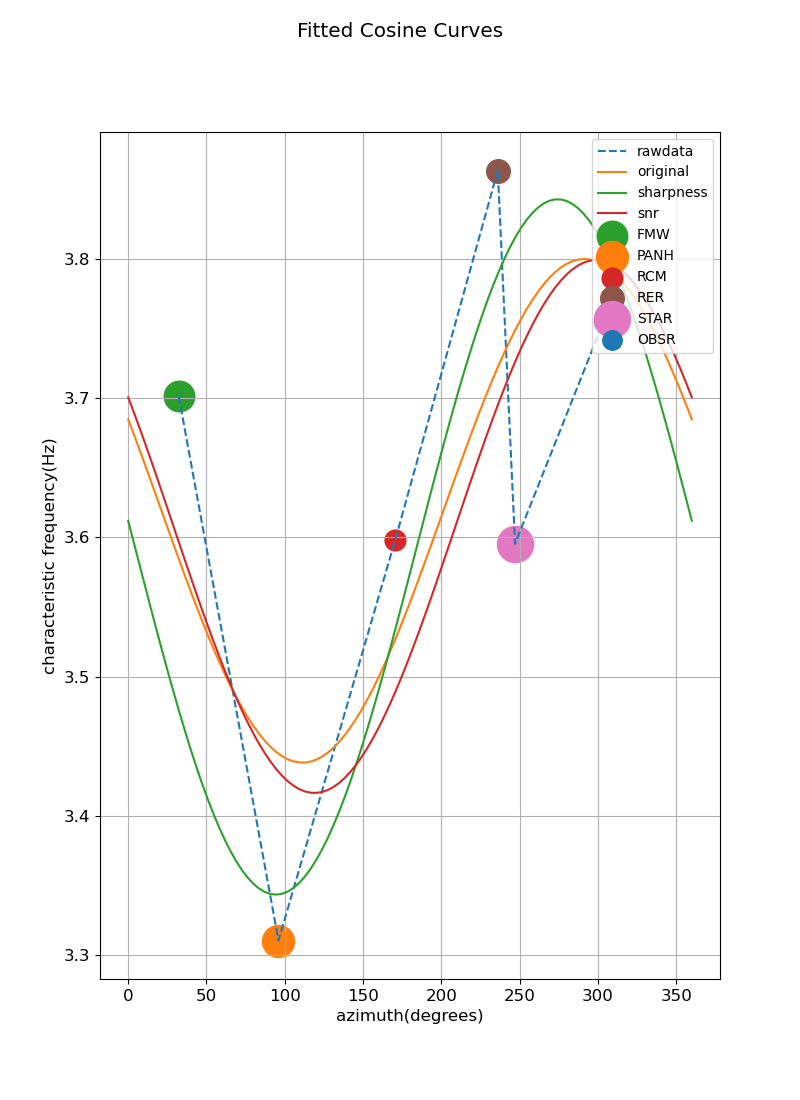 Fitted Cosine Curves
rawdata
original
sharpness
snr
FMW
PANH
RCM
RER
STAR
OBSR
characteristic frequency(Hz)
3.8
3.7
3.6
3.5
3.4
3.3
0 50 100 150 200 250 300 350
azimuth(degrees)